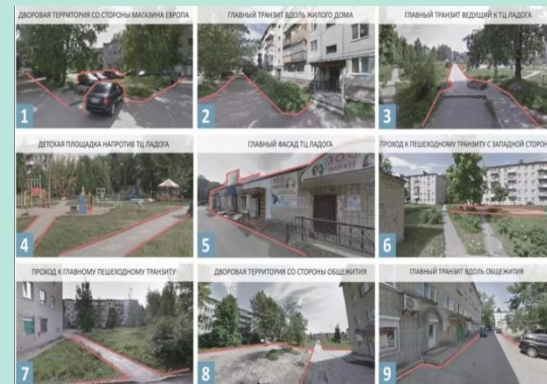 ДВОРОВАЯ ТЕРРИТОРИЯ СО СТОРОНЫ МАГАЗИНА ЕВРОПА
ГЛАВНЫЙ ТРАНЗИТ ВДОЛЬ ЖИЛОГО ДОМА
ГЛАВНЫЙ ТРАНЗИТ ВЕДУЩИЙ К ТЦ ЛАДОГА
1
2
3
ДЕТСКАЯ ПЛОЩАДКА НАПРОТИВ ТЦ ЛАДОГА
ГЛАВНЫЙ ФАСАД ТЦ ЛАДОГА
ПРОХОД К ПЕШЕХОДНОМУ ТРАНЗИТУ С ЗАПАДНОЙ СТОРОН
МАРКЕТ
4
5
6
ПРОХОД К ГЛАВНОМУ ПЕШЕХОДНОМУ ТРАНЗИТУ
ДВОРОВАЯ ТЕРРИТОРИЯ СО СТОРОНЫ ОБЩЕЖИТИЯ
ГЛАВНЫЙ ТРАНЗИТ ВДОЛЬ ОБЩЕЖИТИЯ
7
8
9